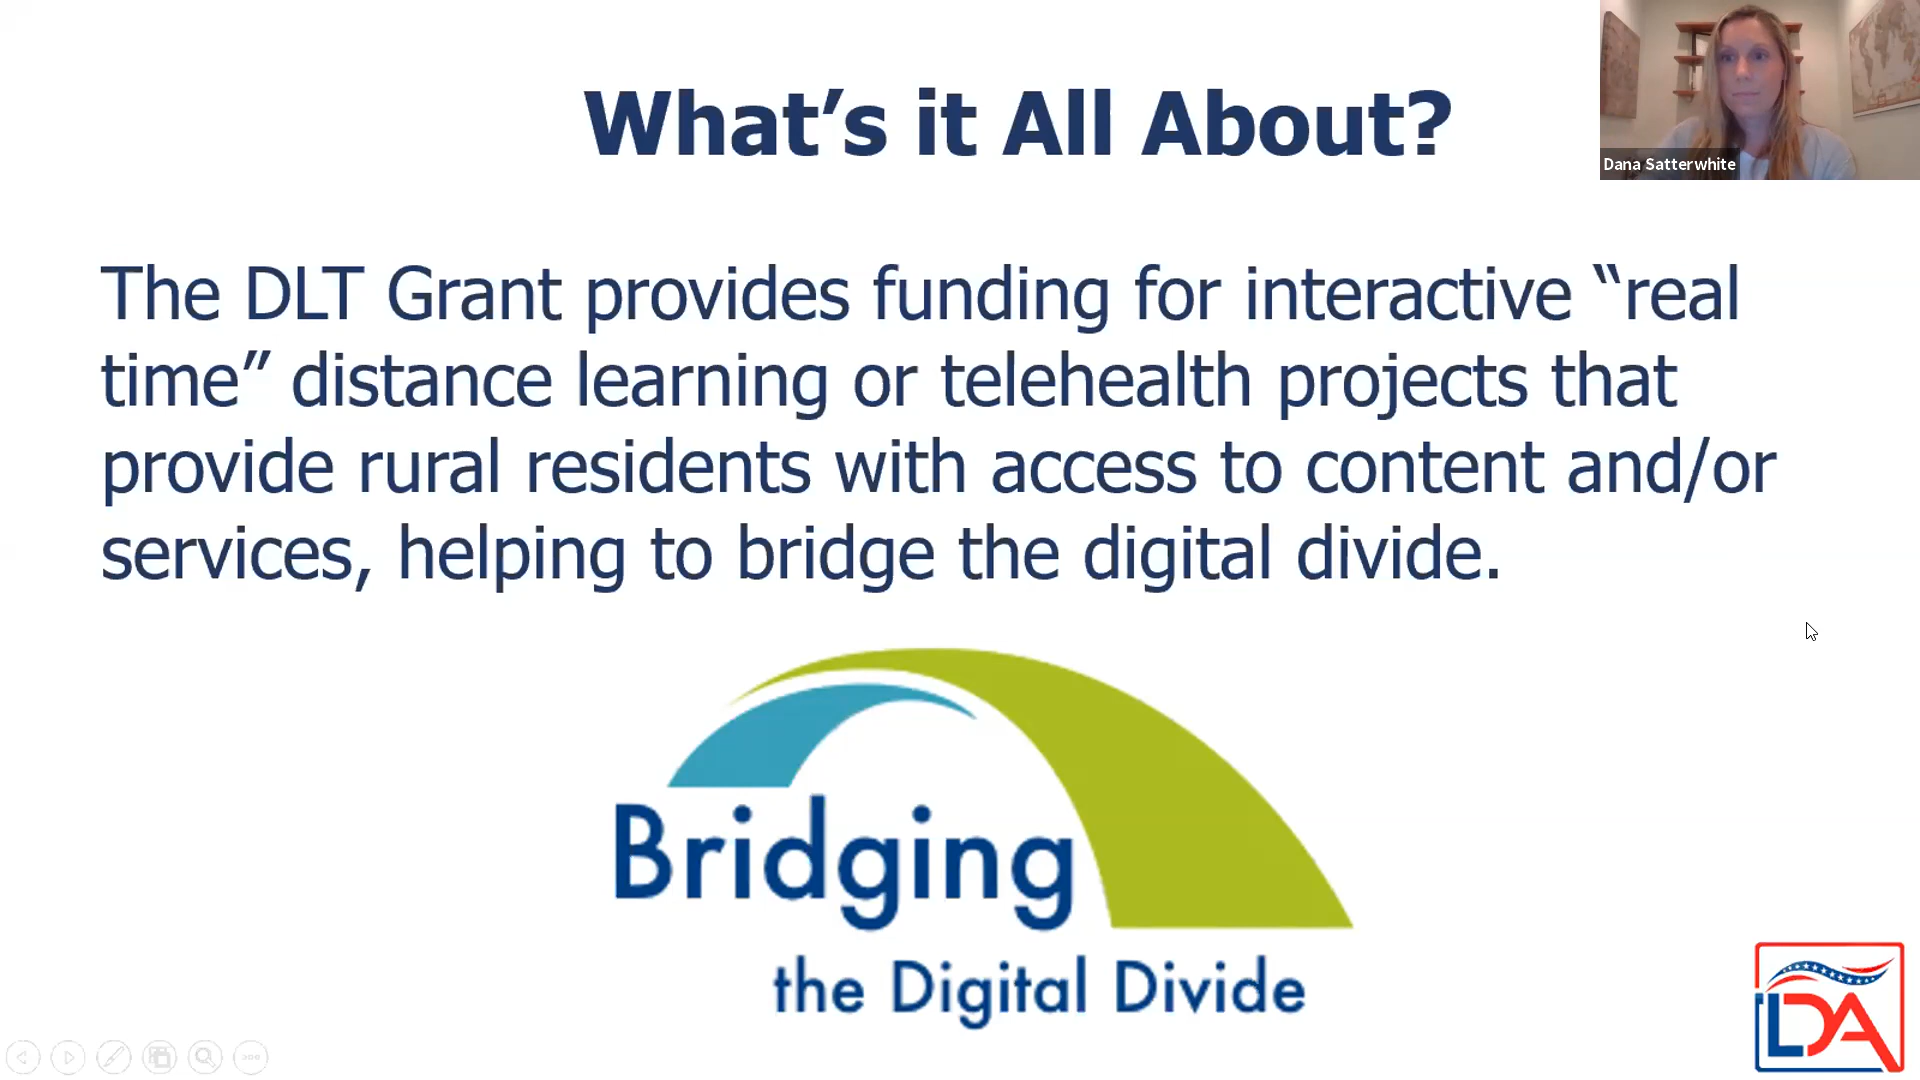 What’s it All About?
Dana Satterwhite
The DLT Grant provides funding for interactive “real
time” distance learning or telehealth projects that
provide rural residents with access to content and/or
services, helping to bridge the digital divide.
Bridging
the Digital Divide
LDA